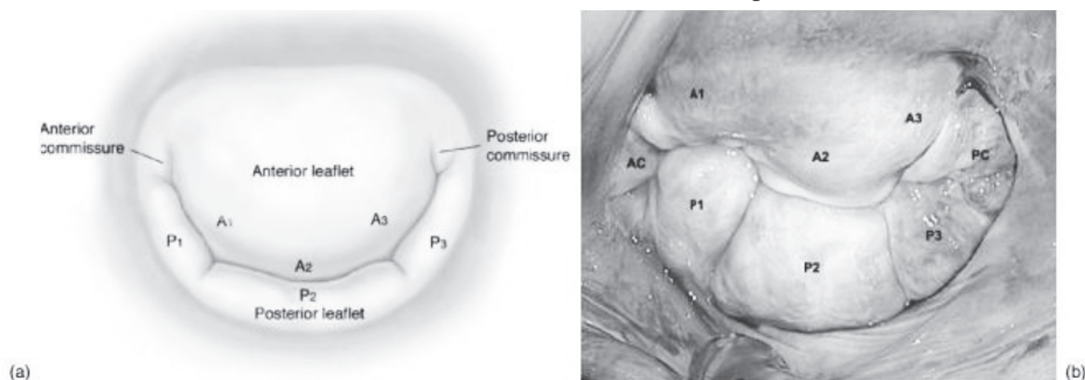 Anterior
commissure
Posterior
commissure
Anterior leaflet
A1
A3
P1
P3
A2
P2
Posterior leaflet
(a)
A1
A3
AC
A2
PC
P1
P3
P2
(b)